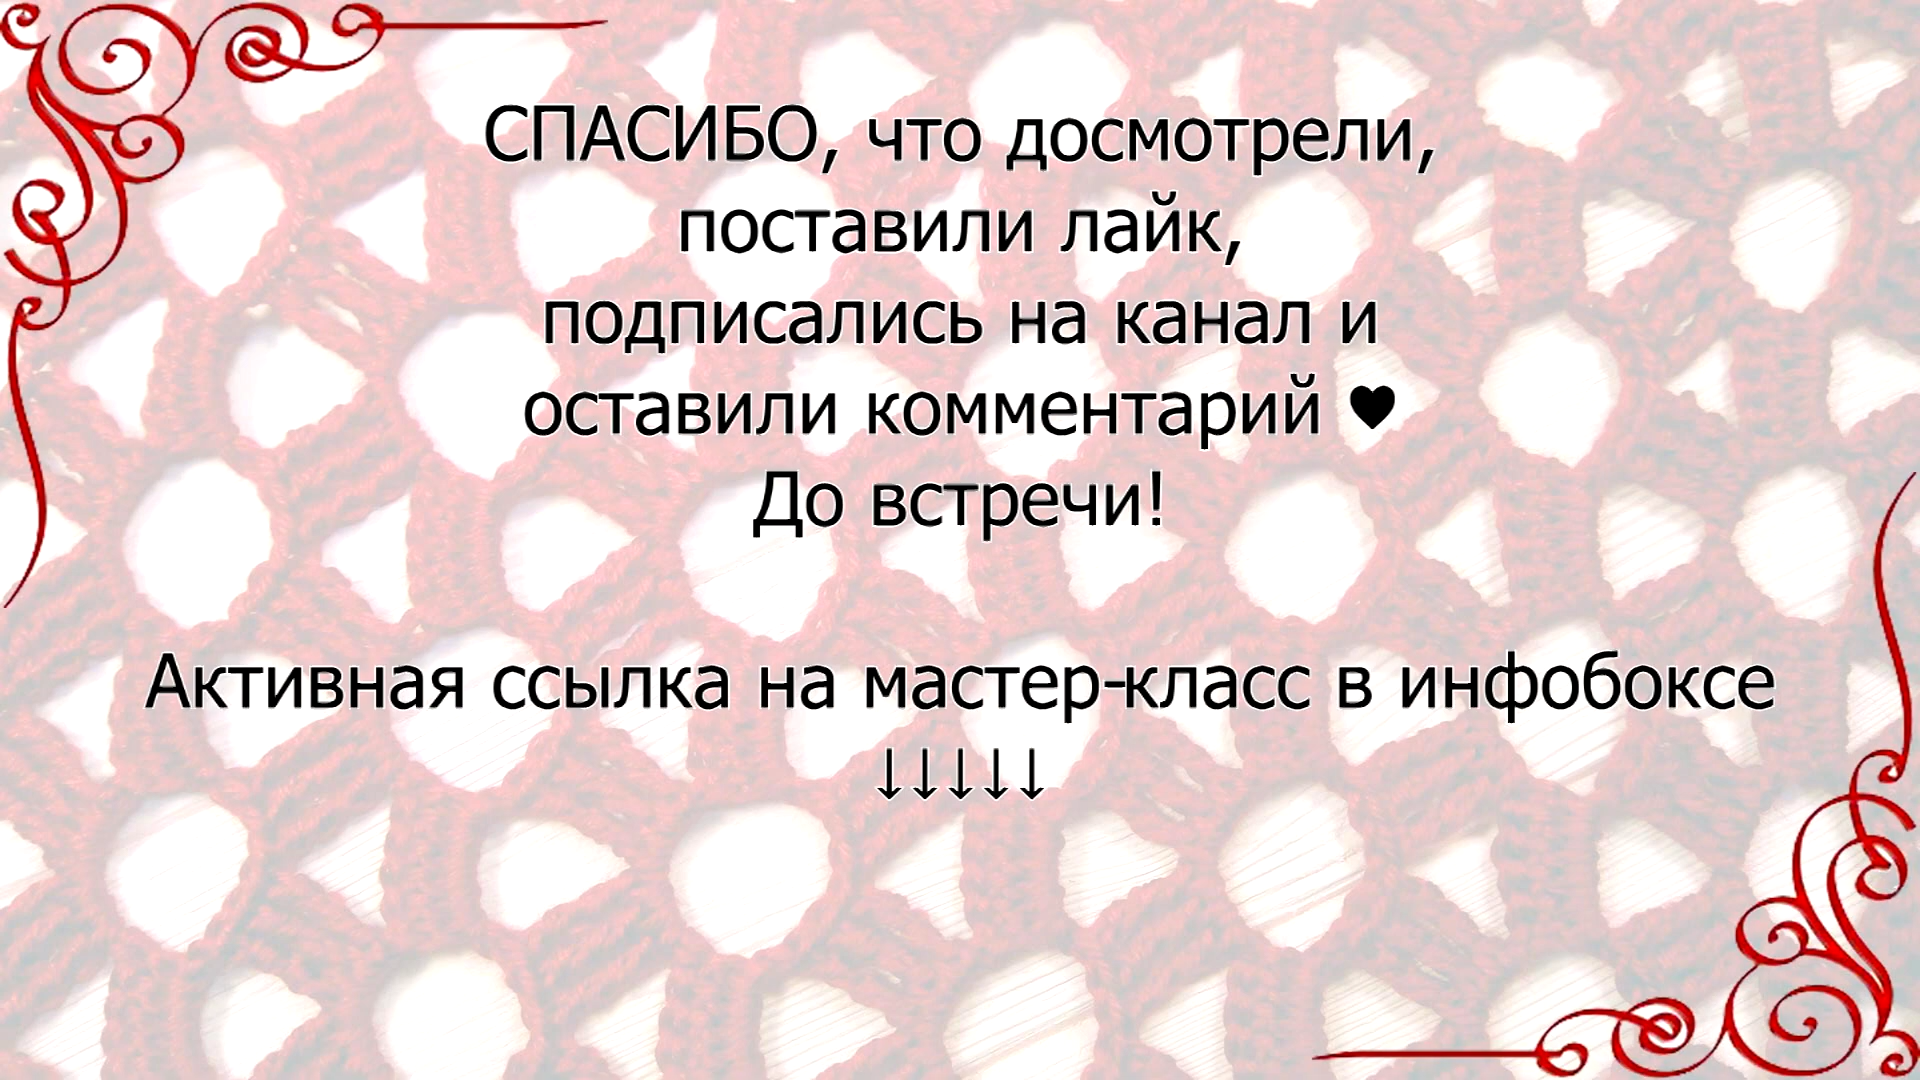 СПАСИБО, что досмотрели,
поставили лайк,
подписались на канал и
оставили комментарий ♥
До встречи!
Активная ссылка на мастер-класс в инфобоксе
↓↓↓↓↓